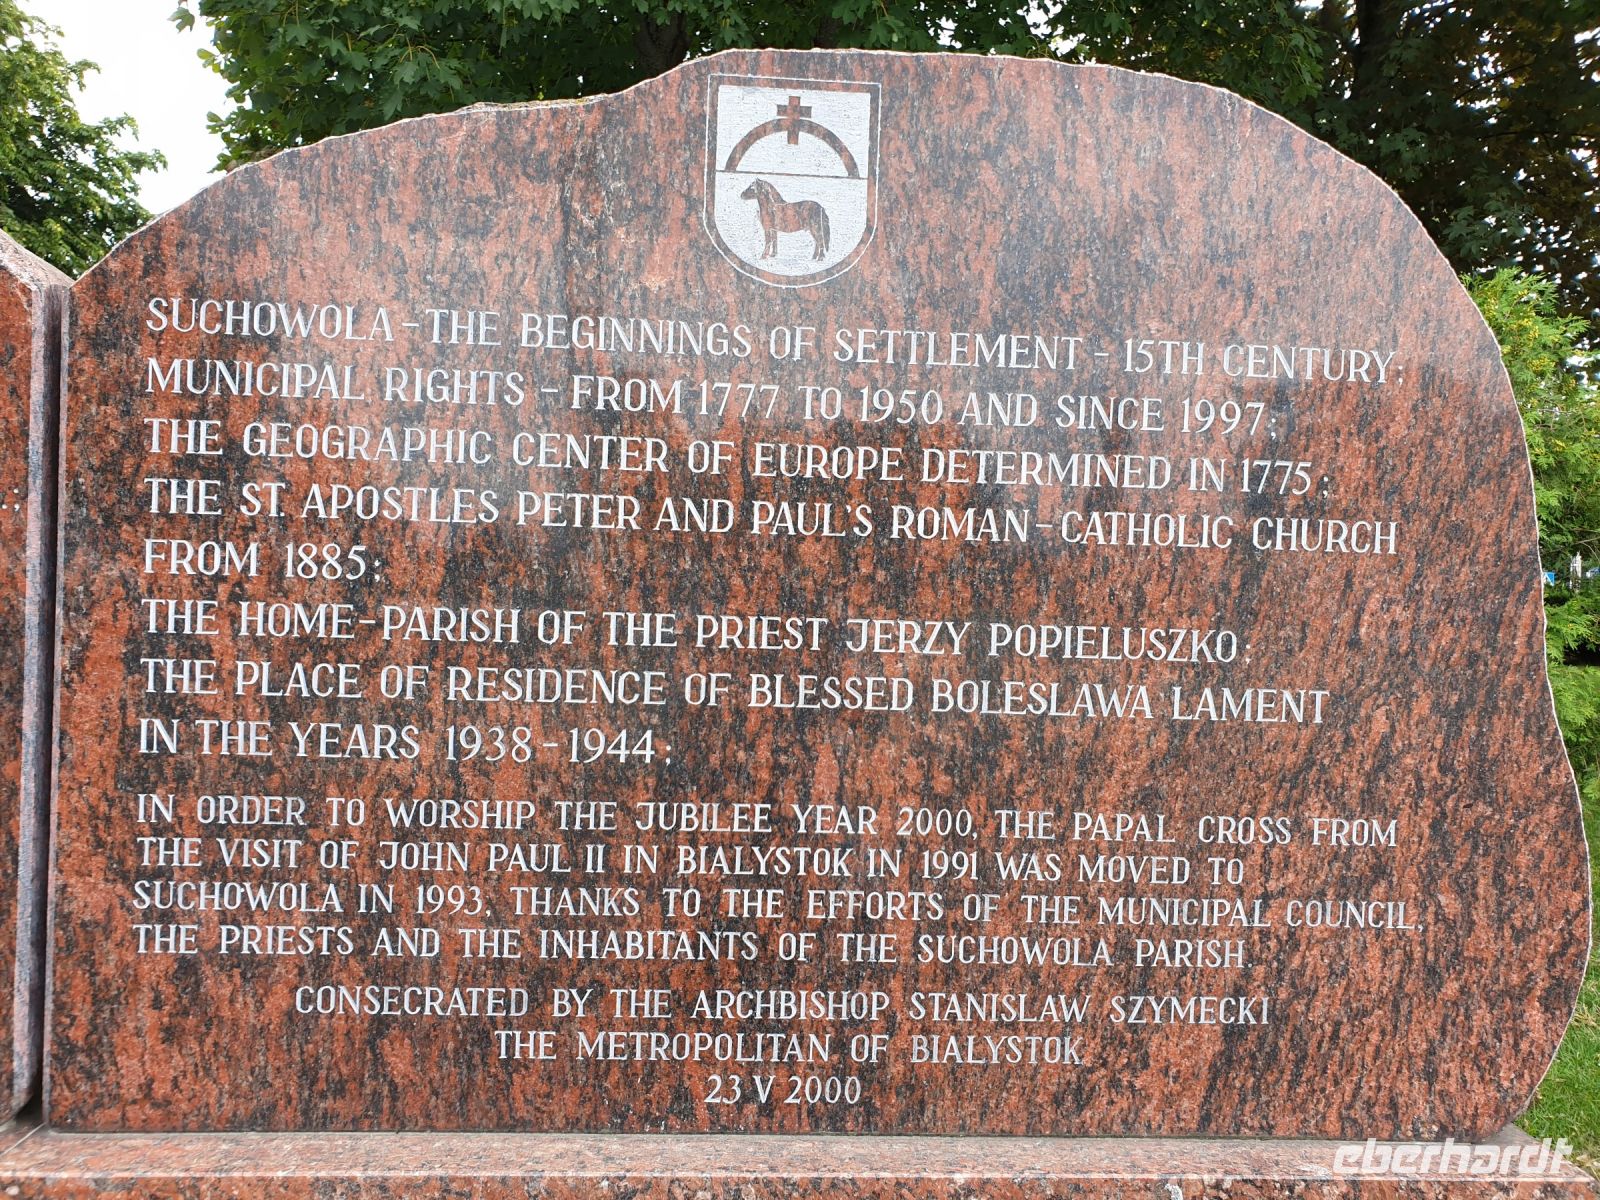 SUCHOWOLA - THE BEGINNINGS OF SETTLEMENT - 15TH CENTURY;
MUNICIPAL RIGHTS - FROM 1777 TO 1950 AND SINCE 1997;
THE GEOGRAPHIC CENTER OF EUROPE DETERMINED IN 1775;
THE ST. APOSTLES PETER AND PAUL'S ROMAN-CATHOLIC CHURCH
FROM 1885;
THE HOME-PARISH OF THE PRIEST JERZY POPIELUSZKO;
THE PLACE OF RESIDENCE OF BLESSED BOLESLAWA LAMENT
IN THE YEARS 1938-1944;
IN ORDER TO WORSHIP THE JUBILEE YEAR 2000, THE PAPAL CROSS FROM
THE VISIT OF JOHN PAUL II IN BIALYSTOK IN 1991 WAS MOVED TO
SUCHOWOLA IN 1993, THANKS TO THE EFFORTS OF THE MUNICIPAL COUNCIL,
THE PRIESTS AND THE INHABITANTS OF THE SUCHOWOLA PARISH.
CONSECRATED BY THE ARCHBISHOP STANISLAW SZYMECKI
THE METROPOLITAN OF BIALYSTOK
23 V 2000
eberhardt